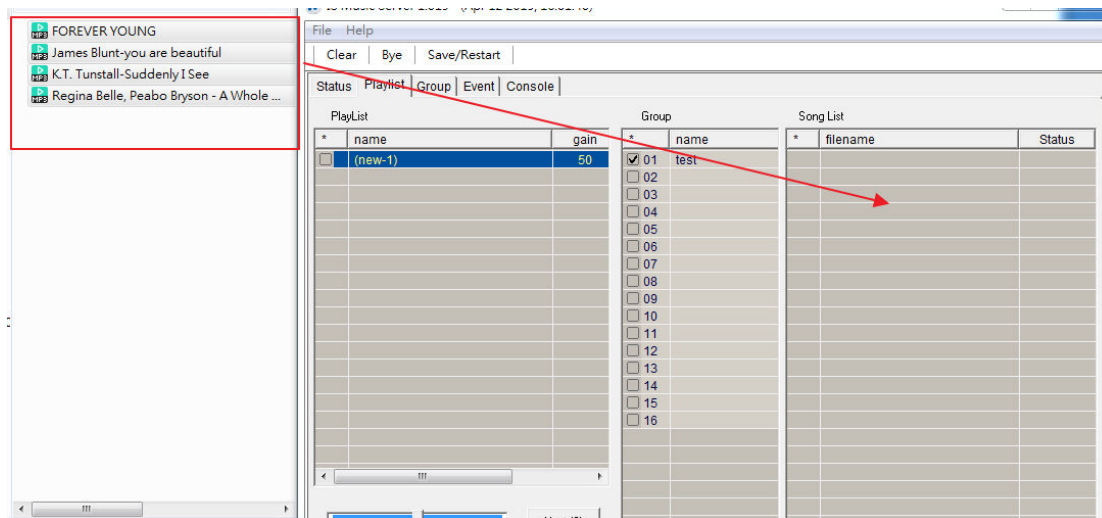 FOREVER YOUNG
James Blunt-you are beautiful
K.T. Tunstall-Suddenly I See
Regina Belle, Peabo Bryson - A Whole ...
File Help
Clear Bye Save/Restart
Status Playlist Group Event Console
PlayList Group Song List
* name gain * name * filename Status
(new-1) 50 01 test
02
03
04
05
06
07
08
09
10
11
12
13
14
15
16